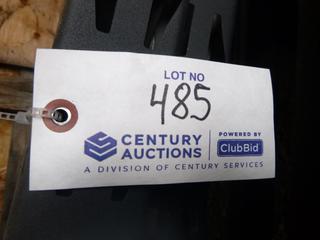 LOT NO
485
CENTURY AUCTIONS POWERED BY ClubBid
A DIVISION OF CENTURY SERVICES